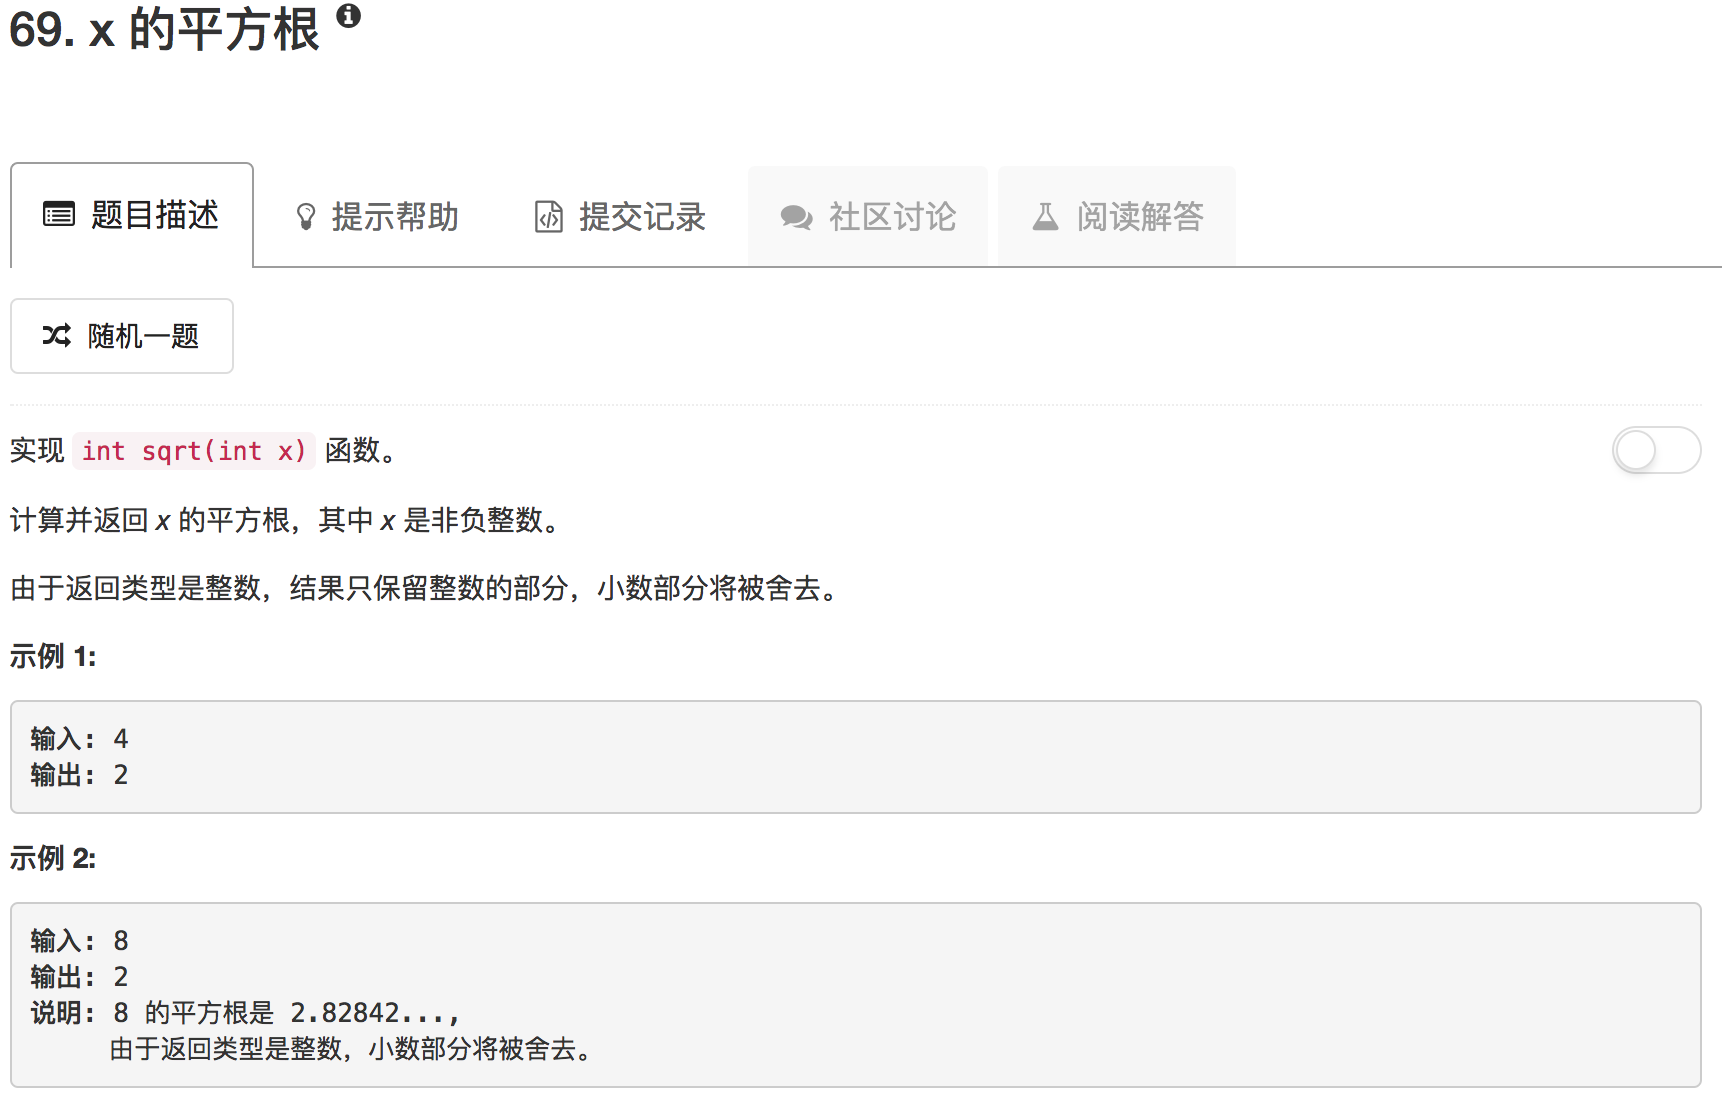 69. x 的平方根
题目描述 提示帮助 提交记录 社区讨论 阅读解答
随机一题
实现 int sqrt(int x) 函数。
计算并返回 x 的平方根，其中 x 是非负整数。
由于返回类型是整数，结果只保留整数的部分，小数部分将被舍去。
示例 1:
输入: 4
输出: 2
示例 2:
输入: 8
输出: 2
说明: 8 的平方根是 2.82842...,
由于返回类型是整数，小数部分将被舍去。